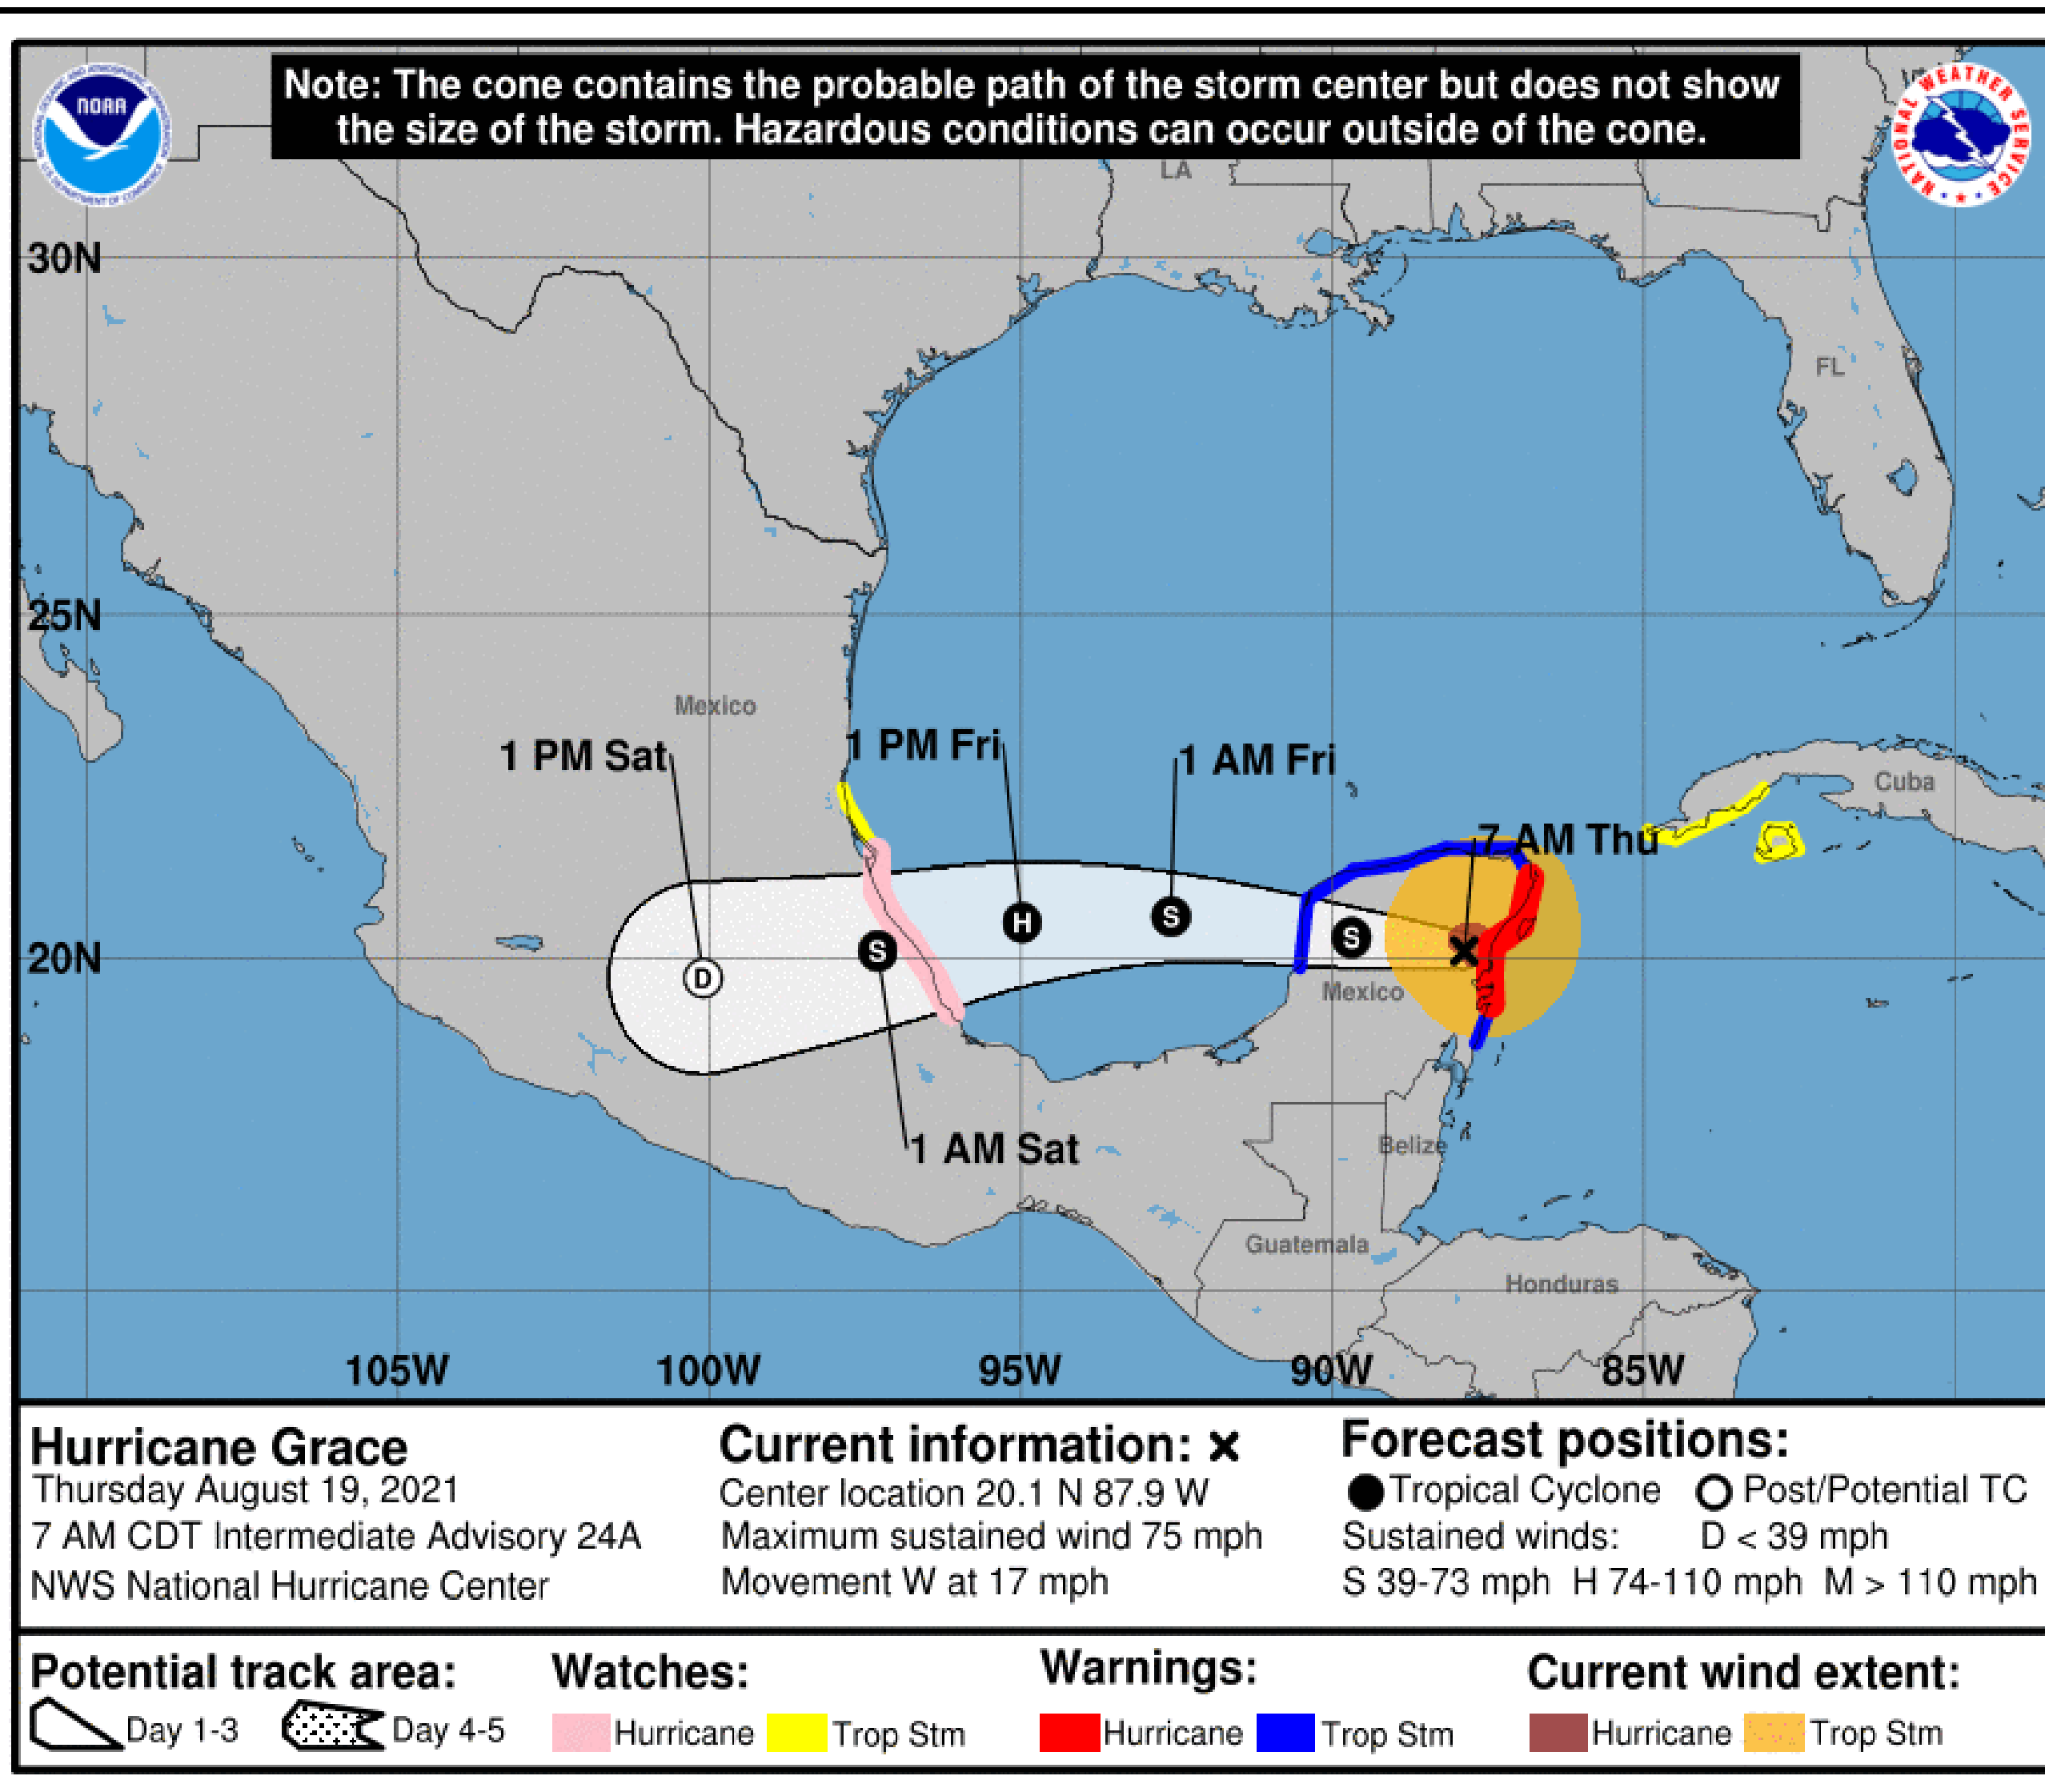 Note: The cone contains the probable path of the storm center but does not show
the size of the storm. Hazardous conditions can occur outside of the cone.
NOAA
NATIONAL WEATHER SERVICE
LA
30N
FL
25N
Mexico
1 PM Sat
1 PM Fri
1 AM Fri
Cuba
7 AM Thu
H
S
S
S
20N
D
Mexico
1 AM Sat
Belize
Guatemala
Honduras
105W
100W
95W
90W
85W
Hurricane Grace
Thursday August 19, 2021
7 AM CDT Intermediate Advisory 24A
NWS National Hurricane Center
Current information: x
Center location 20.1 N 87.9 W
Maximum sustained wind 75 mph
Movement W at 17 mph
Forecast positions:
Tropical Cyclone
Post/Potential TC
Sustained winds:
D < 39 mph
S 39-73 mph
H 74-110 mph
M > 110 mph
Potential track area:
Day 1-3
Day 4-5
Watches:
Hurricane
Trop Stm
Warnings:
Hurricane
Trop Stm
Current wind extent:
Hurricane
Trop Stm